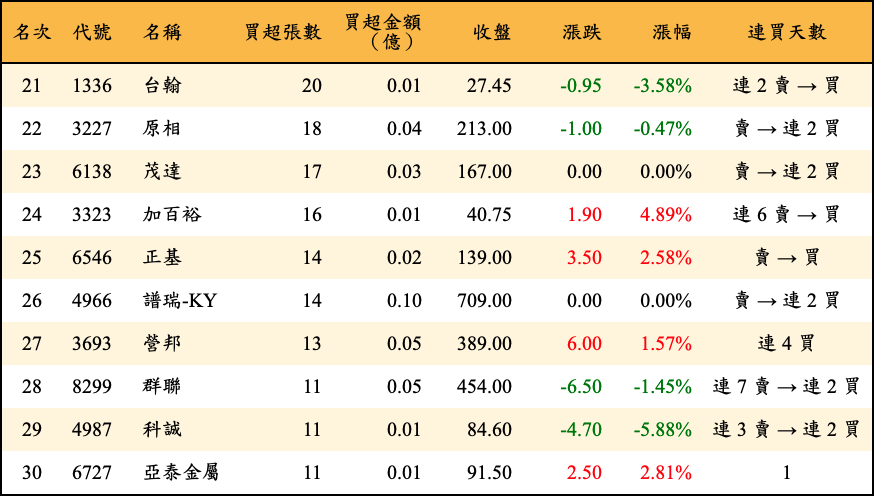 名次 代號 名稱 買超張數 買超金額（億） 收盤 漲跌 漲幅 連買天數
21 1336 台翰 20 0.01 27.45 -0.95 -3.58% 連 2 賣 → 買
22 3227 原相 18 0.04 213.00 -1.00 -0.47% 賣 → 連 2 買
23 6138 茂達 17 0.03 167.00 0.00 0.00% 賣 → 連 2 買
24 3323 加百裕 16 0.01 40.75 1.90 4.89% 連 6 賣 → 買
25 6546 正基 14 0.02 139.00 3.50 2.58% 賣 → 買
26 4966 譜瑞-KY 14 0.10 709.00 0.00 0.00% 賣 → 連 2 買
27 3693 營邦 13 0.05 389.00 6.00 1.57% 連 4 買
28 8299 群聯 11 0.05 454.00 -6.50 -1.45% 連 7 賣 → 連 2 買
29 4987 科誠 11 0.01 84.60 -4.70 -5.88% 連 3 賣 → 連 2 買
30 6727 亞泰金屬 11 0.01 91.50 2.50 2.81% 1